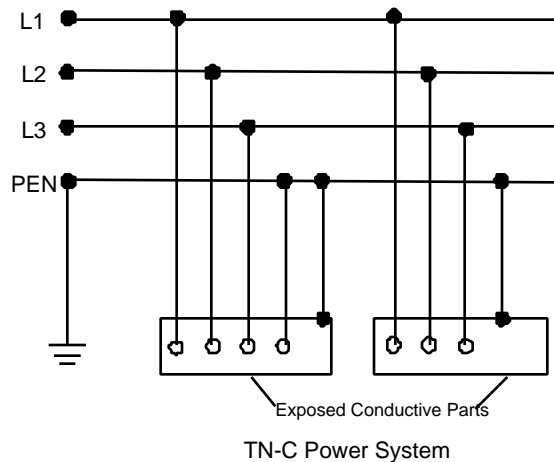 L1
L2
L3
PEN
Exposed Conductive Parts
TN-C Power System